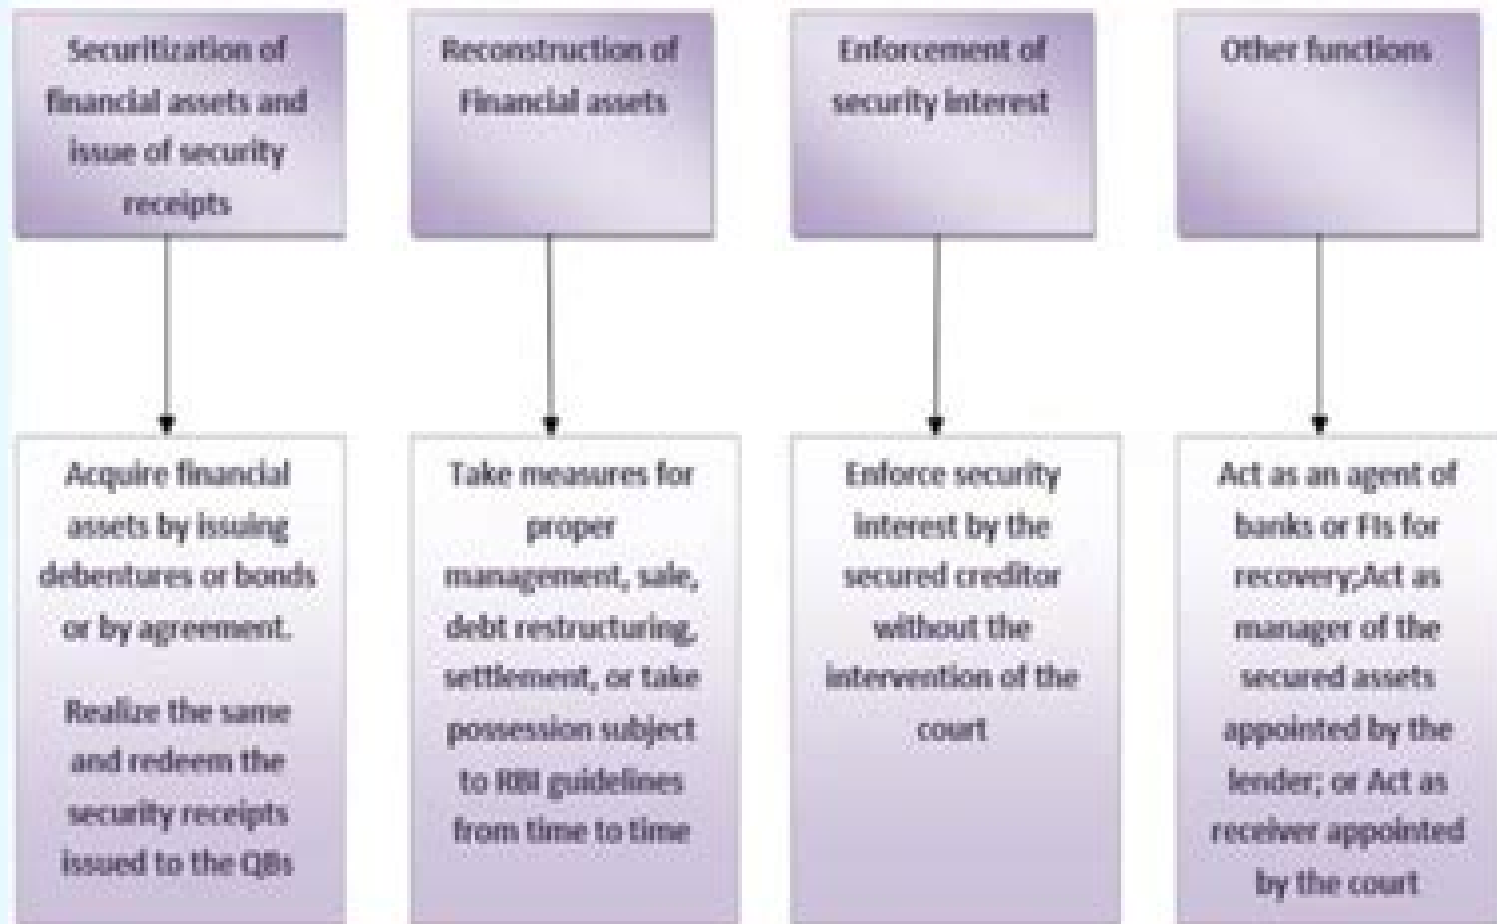 Securitization of
financial assets and
issue of security
receipts
Reconstruction of
Financial assets
Enforcement of
security interest
Other functions
Acquire financial
assets by issuing
debentures or bonds
or by agreement.
Realize the same
and redeem the
security receipts
issued to the QBs
Take measures for
proper
management, sale,
debt restructuring,
settlement, or take
possession subject
to RBI guidelines
from time to time
Enforce security
interest by the
secured creditor
without the
intervention of the
court
Act as an agent of
banks or FIs for
recovery;Act as
manager of the
secured assets
appointed by the
lender; or Act as
receiver appointed
by the court